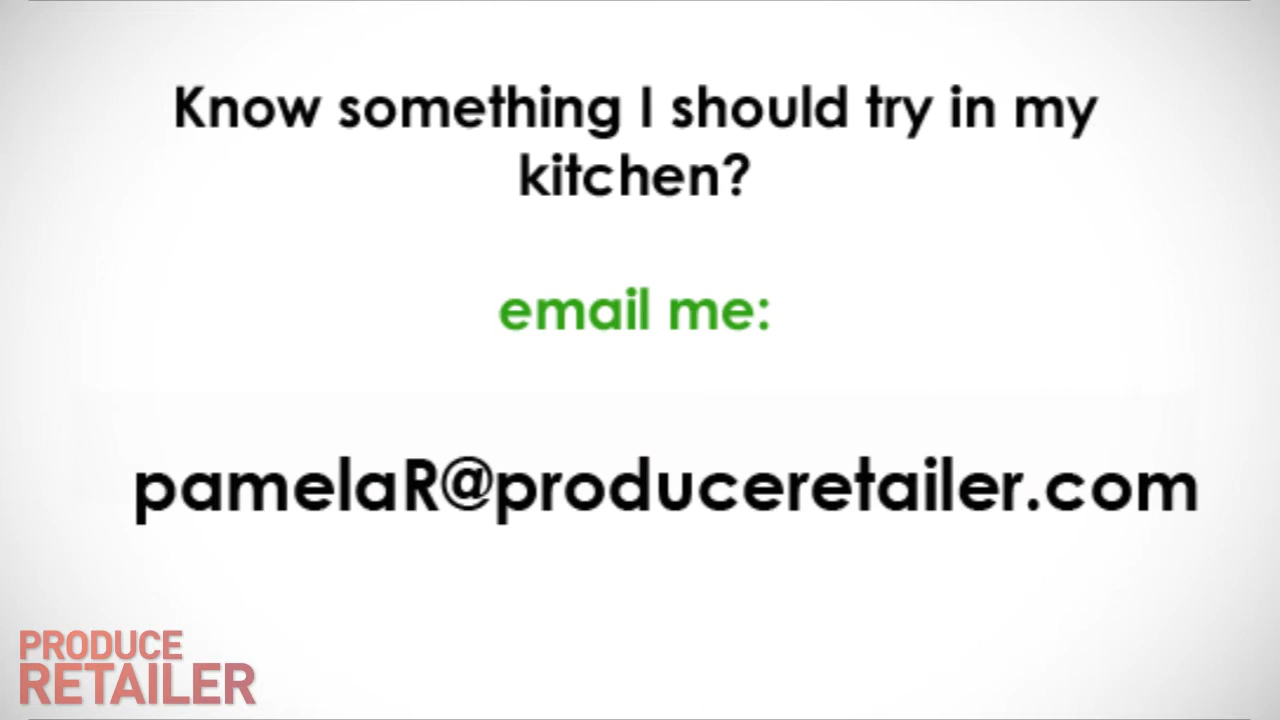 Know something I should try in my
kitchen?
email me:
pamelaR@produceretailer.com
PRODUCE
RETAILER